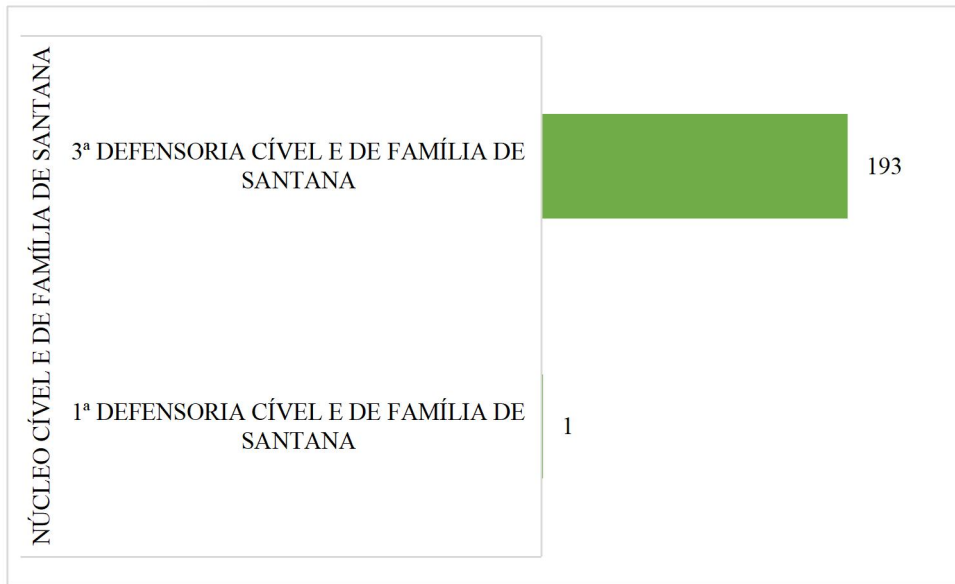 NÚCLEO CÍVEL E DE FAMÍLIA DE SANTANA
3ª DEFENSORIA CÍVEL E DE FAMÍLIA DE
SANTANA
193
1ª DEFENSORIA CÍVEL E DE FAMÍLIA DE
SANTANA
1